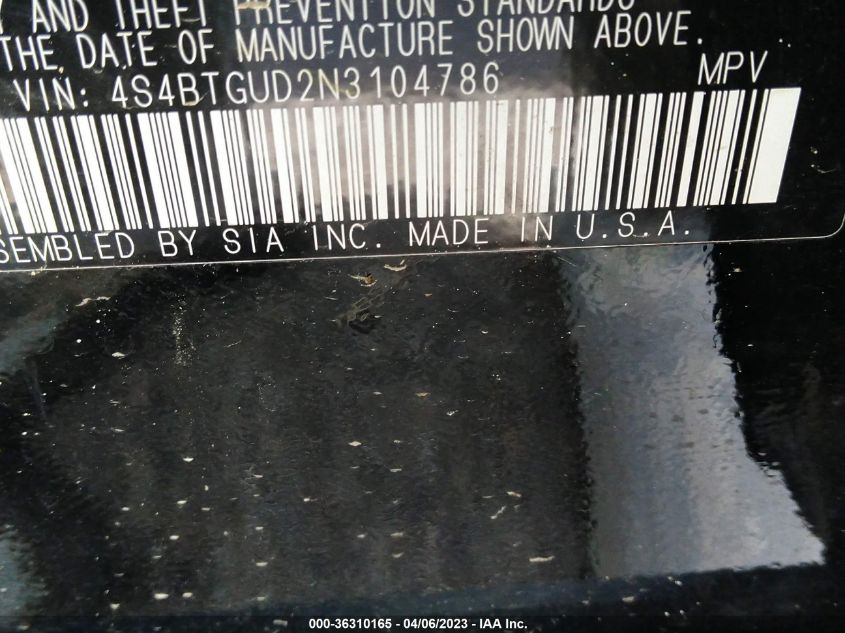 AND THEFT PREVENTION STANDARDS
THE DATE OF MANUFACTURE SHOWN ABOVE.
VIN: 4S4BTGUD2N3104786 MPV
SEMBLED BY SIA INC. MADE IN U.S.A.
000-36310165 - 04/06/2023 - IAA Inc.